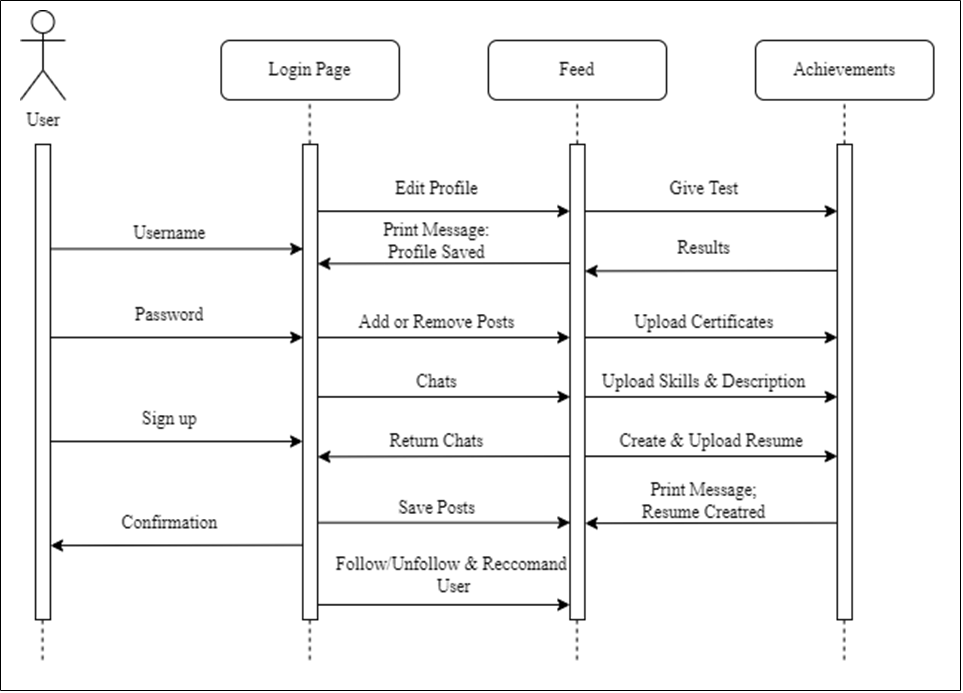 Login Page
Feed
Achievements
User
Edit Profile
Give Test
Username
Print Message:
Profile Saved
Results
Password
Add or Remove Posts
Upload Certificates
Chats
Upload Skills & Description
Sign up
Return Chats
Create & Upload Resume
Print Message;
Resume Creatred
Save Posts
Confirmation
Follow/Unfollow & Reccomand
User